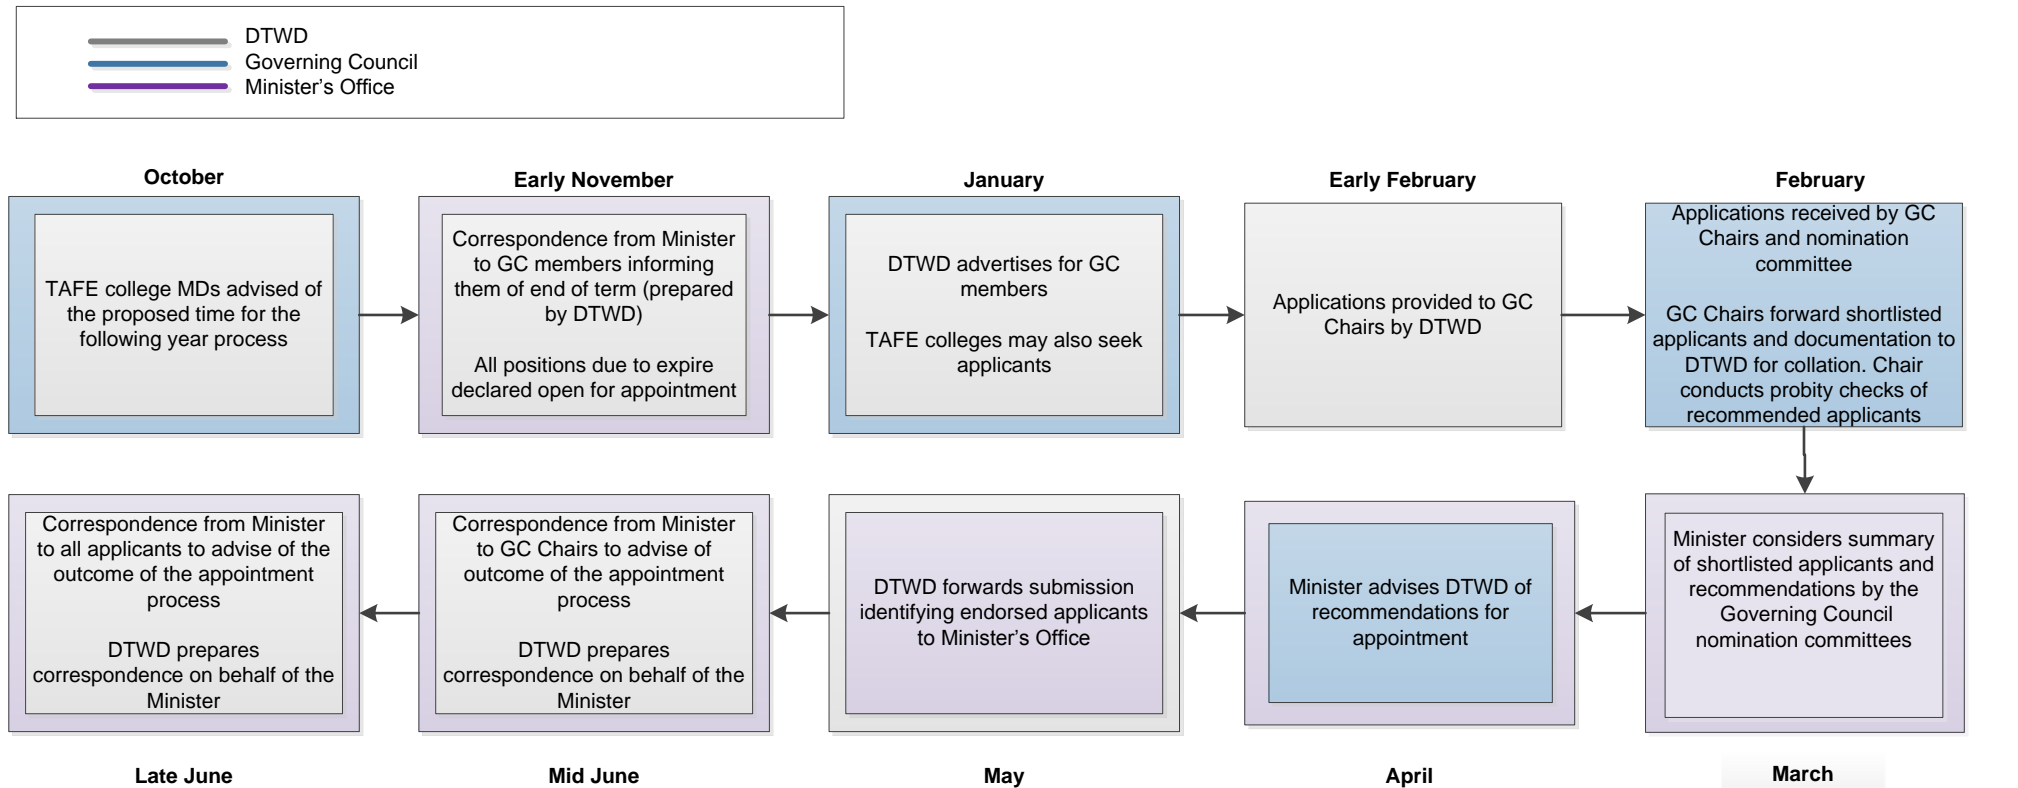 DTWD
Governing Council
Minister's Office
October
TAFE college MDs advised of
the proposed time for the
following year process
Early November
Correspondence from Minister
to GC members informing
them of end of term (prepared
by DTWD)
All positions due to expire
declared open for appointment
January
DTWD advertises for GC
members
TAFE colleges may also seek
applicants
Early February
Applications provided to GC
Chairs by DTWD
February
Applications received by GC
Chairs and nomination
committee
GC Chairs forward shortlisted
applicants and documentation to
DTWD for collation. Chair
conducts probity checks of
recommended applicants
Minister considers summary
of shortlisted applicants and
recommendations by the
Governing Council
nomination committees
March
Minister advises DTWD of
recommendations for
appointment
April
DTWD forwards submission
identifying endorsed applicants
to Minister's Office
May
Correspondence from Minister
to GC Chairs to advise of
outcome of the appointment
process
DTWD prepares
correspondence on behalf of the
Minister
Mid June
Correspondence from Minister
to all applicants to advise of the
outcome of the appointment
process
DTWD prepares
correspondence on behalf of the
Minister
Late June